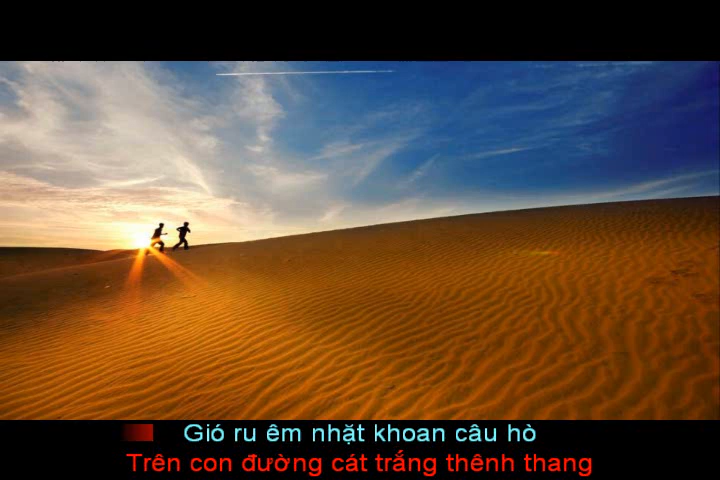 Gió ru êm nhặt khoan câu hò
Trên con đường cát trắng thênh thang